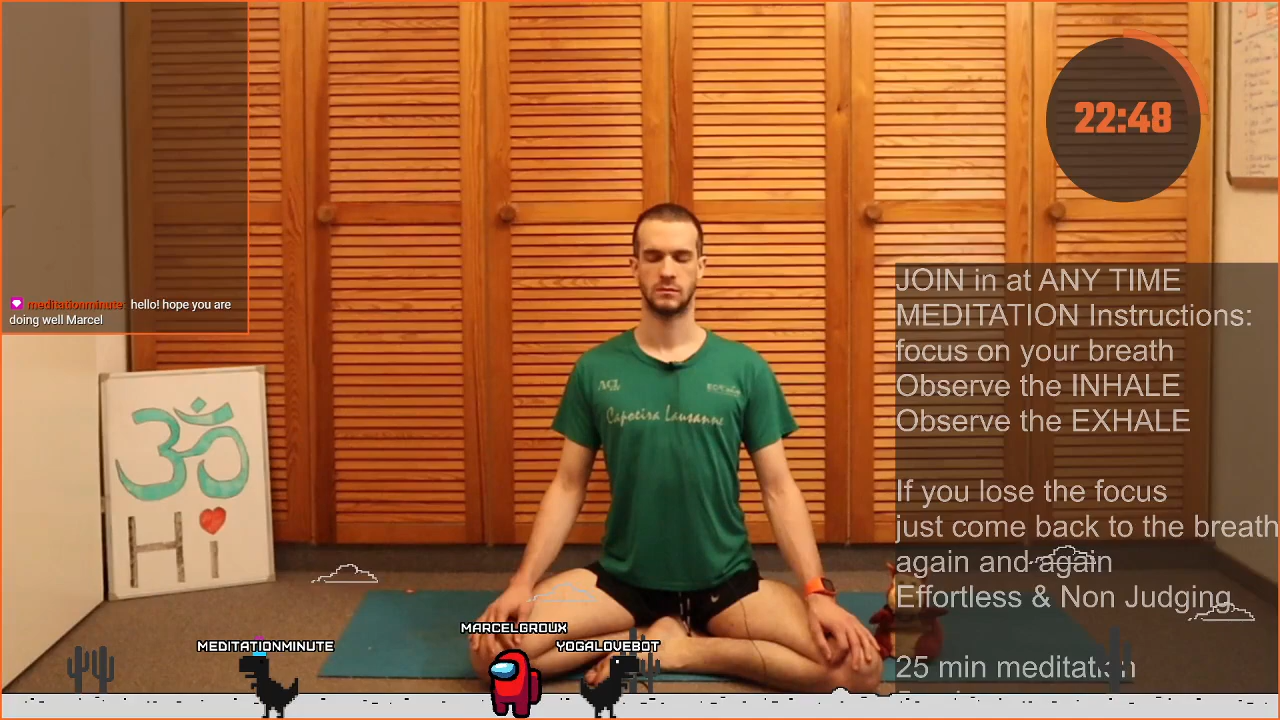 22:48
JOIN in at ANY TIME
MEDITATION Instructions:
focus on your breath
Observe the INHALE
Observe the EXHALE
If you lose the focus
just come back to the breath
again and again
Effortless & Non Judging
25 min meditation
meditationminute: hello! hope you are
doing well Marcel
ॐ
Hi
Capoeira Lausanne
MEDITATIONMINUTE
MARCELGROUX
YOGALOVEBOT